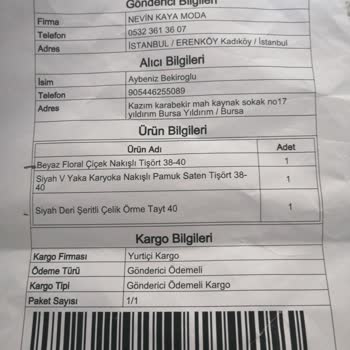 Gönderici Bilgileri
Firma NEVİN KAYA MODA
Telefon 0532 361 36 07
Adres İSTANBUL / ERENKÖY Kadıköy / İstanbul
Alıcı Bilgileri
İsim Aybeniz Bekiroglu
Telefon 905446255089
Adres Kazım karabekir mah kaynak sokak no17
yıldırım Bursa Yıldırım / Bursa
Ürün Bilgileri
Ürün Adı Adet
Beyaz Floral Çiçek Nakışlı Tişört 38-40 1
Siyah V Yaka Karyoka Nakışlı Pamuk Saten Tişört 38-
40 1
Siyah Deri Şeritli Çelik Örme Tayt 40 1
Kargo Bilgileri
Kargo Firması Yurtiçi Kargo
Ödeme Türü Gönderici Ödemeli
Kargo Tipi Gönderici Ödemeli Kargo
Paket Sayısı 1/1